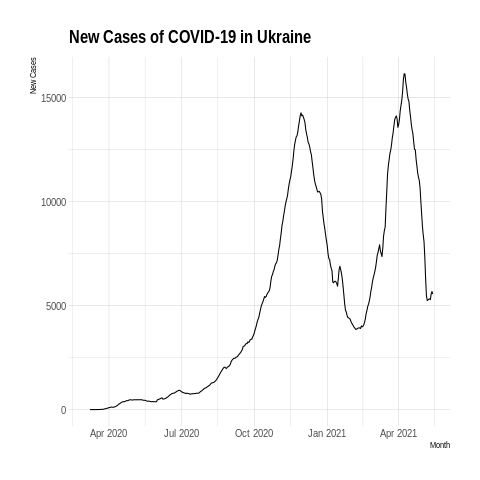 New Cases of COVID-19 in Ukraine
New Cases
15000
10000
5000
0
Apr 2020
Jul 2020
Oct 2020
Jan 2021
Apr 2021
Month